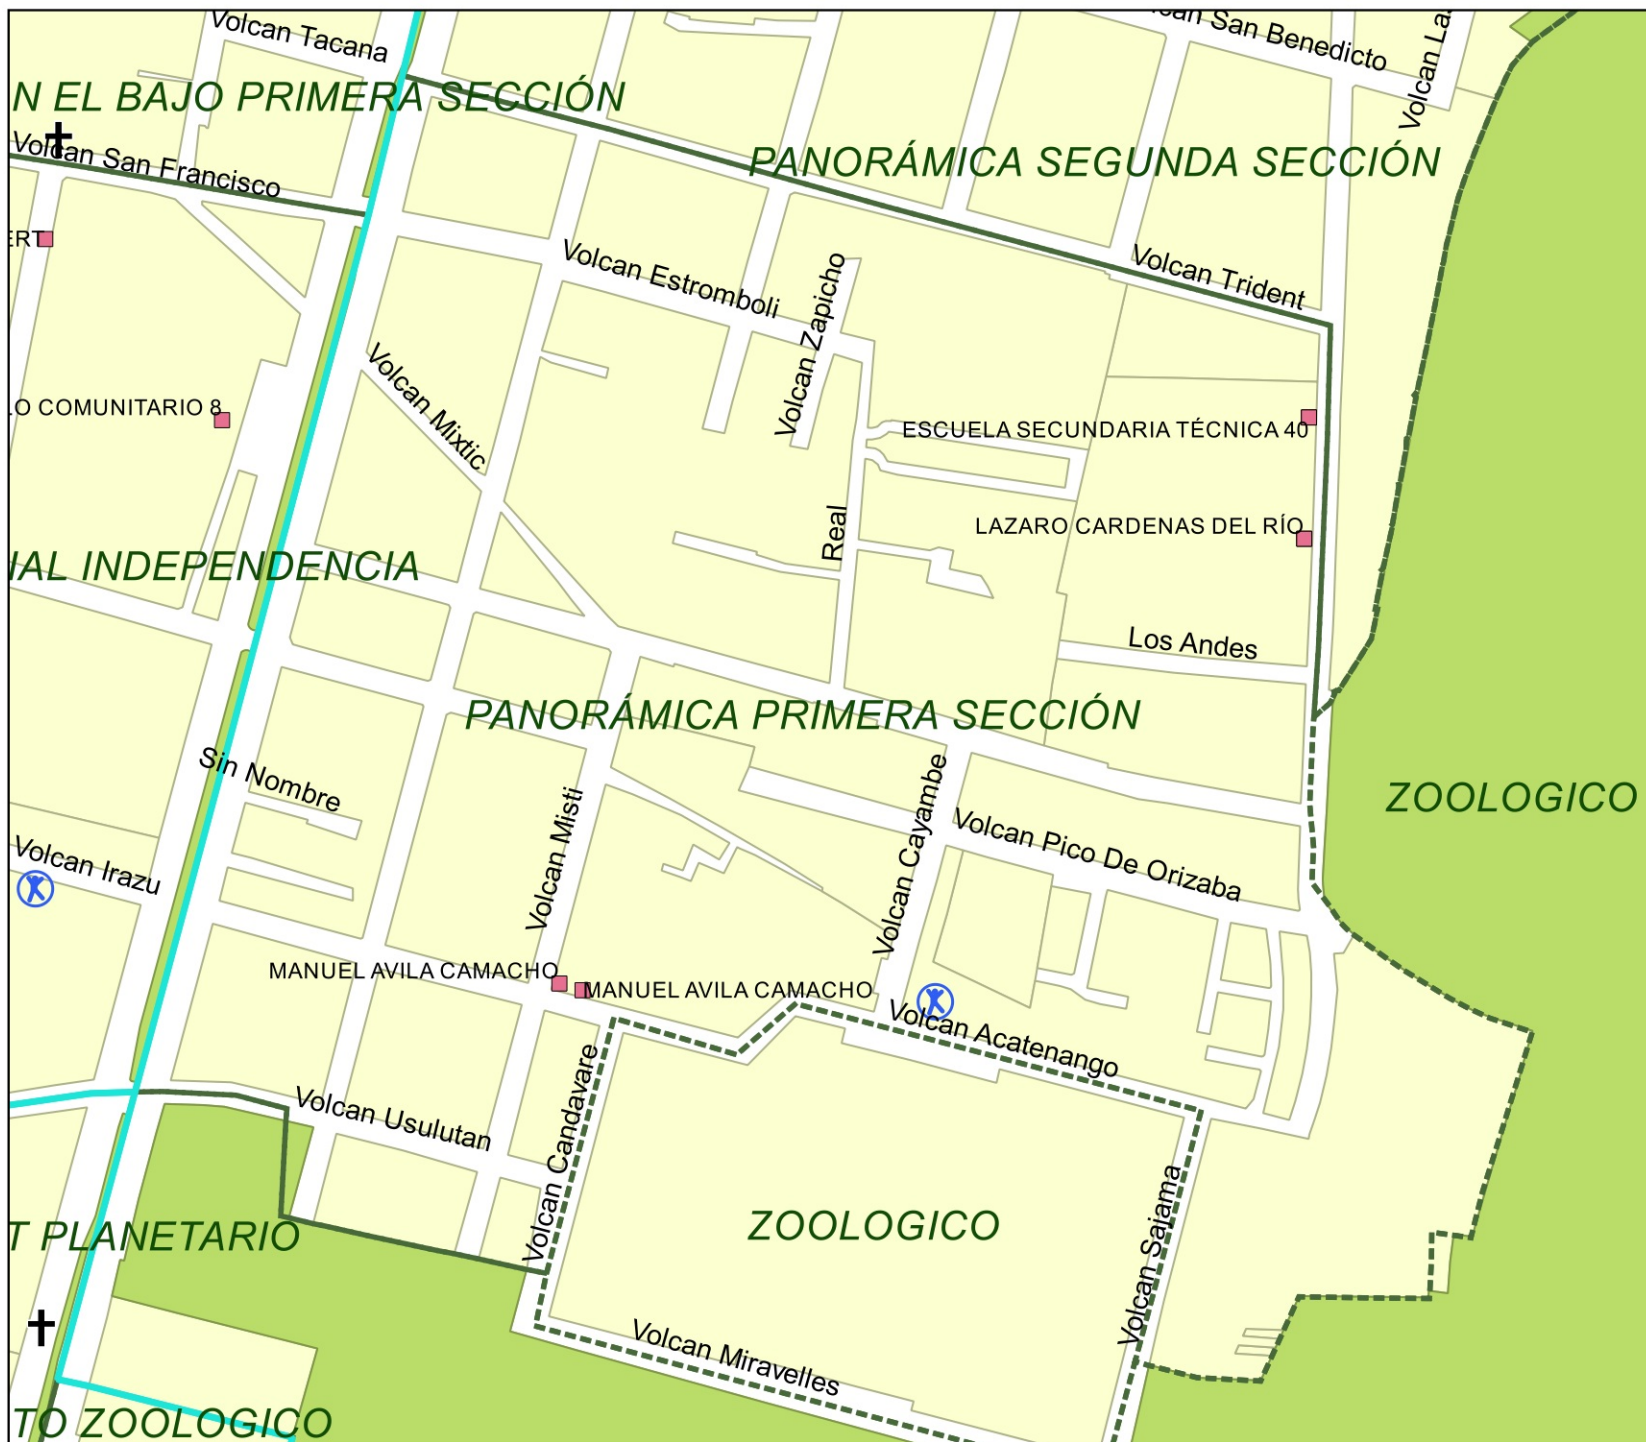 Volcan Tacana
San Benedicto
N EL BAJO PRIMERA SECCIÓN
Volcan San Francisco
PANORÁMICA SEGUNDA SECCIÓN
Volcan Estromboli
Volcan Zapicho
Volcan Trident
Volcan Mixtic
LO COMUNITARIO 8
ESCUELA SECUNDARIA TÉCNICA 40
Real
LAZARO CARDENAS DEL RÍO
IAL INDEPENDENCIA
Los Andes
PANORÁMICA PRIMERA SECCIÓN
Sin Nombre
ZOOLOGICO
Volcan Misti
Volcan Cayambe
Volcan Pico De Orizaba
Volcan Irazu
MANUEL AVILA CAMACHO
MANUEL AVILA CAMACHO
Volcan Acatenango
Volcan Usulutan
Volcan Candavare
ZOOLOGICO
Volcan Sajama
T PLANETARIO
Volcan Miravelles
TO ZOOLOGICO